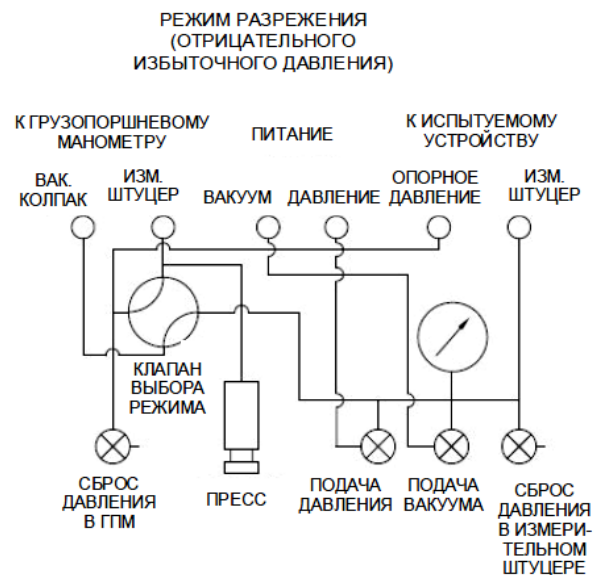 РЕЖИМ РАЗРЕЖЕНИЯ
(ОТРИЦАТЕЛЬНОГО
ИЗБЫТОЧНОГО ДАВЛЕНИЯ)
К ГРУЗОПОРШНЕВОМУ
МАНОМЕТРУ
ПИТАНИЕ
К ИСПЫТУЕМОМУ
УСТРОЙСТВУ
ВАК.
КОЛПАК
ИЗМ.
ШТУЦЕР
ВАКУУМ
ДАВЛЕНИЕ
ОПОРНОЕ
ДАВЛЕНИЕ
ИЗМ.
ШТУЦЕР
КЛАПАН
ВЫБОРА
РЕЖИМА
СБРОС
ДАВЛЕНИЯ
В ГПМ
ПРЕСС
ПОДАЧА
ДАВЛЕНИЯ
ПОДАЧА
ВАКУУМА
СБРОС
ДАВЛЕНИЯ
В ИЗМЕРИ-
ТЕЛЬНОМ
ШТУЦЕРЕ